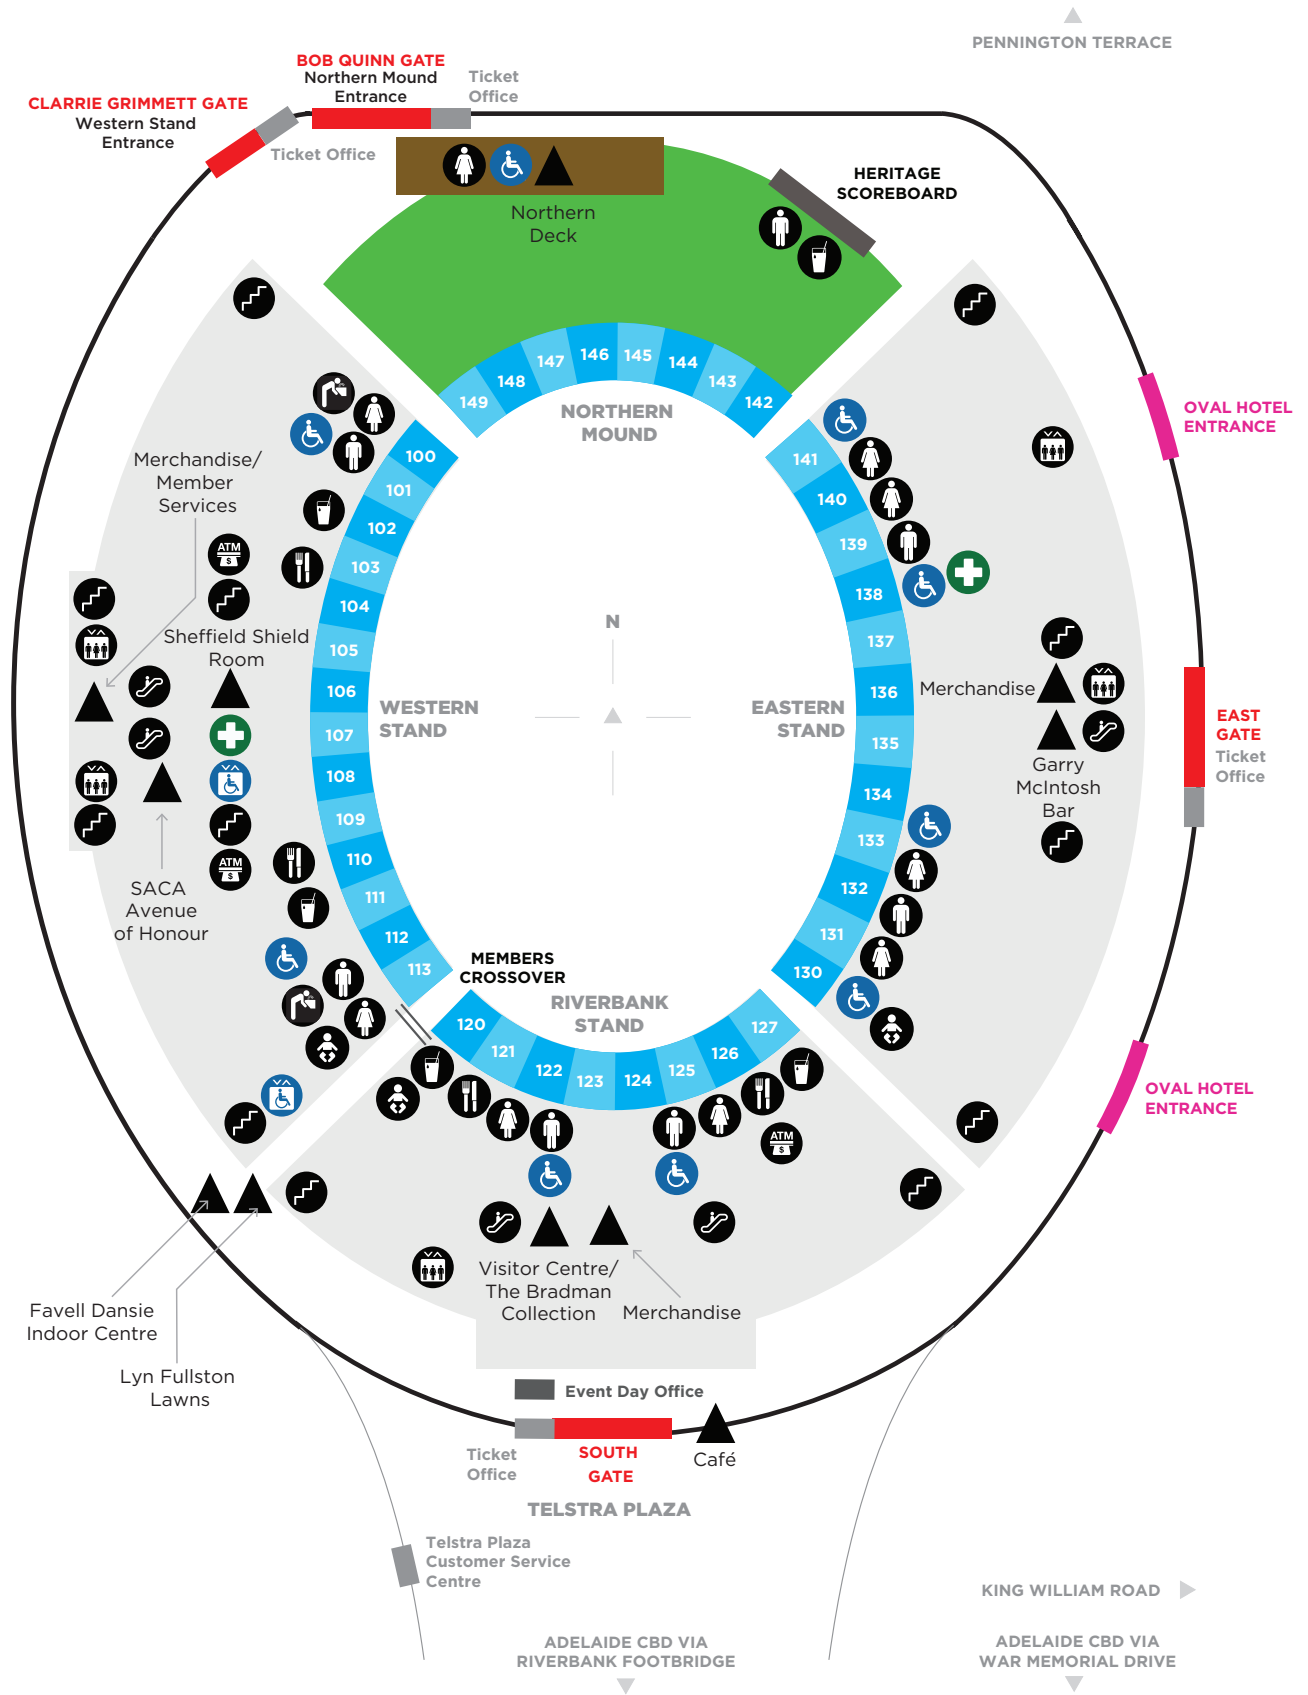 PENNINGTON TERRACE
BOB QUINN GATE
Northern Mound
Entrance
Ticket
Office
CLARRIE GRIMMETT GATE
Western Stand
Entrance
Ticket Office
HERITAGE
SCOREBOARD
Northern
Deck
149
148
147
146
145
144
143
142
NORTHERN
MOUND
OVAL HOTEL
ENTRANCE
Merchandise/
Member
Services
ATM
$
Sheffield Shield
Room
100
101
102
103
104
105
106
107
108
109
110
111
112
113
WESTERN
STAND
N
EASTERN
STAND
141
140
139
138
137
136
135
134
133
132
131
130
Merchandise
Garry
McIntosh
Bar
EAST
GATE
Ticket
Office
ATM
$
SACA
Avenue
of Honour
MEMBERS
CROSSOVER
RIVERBANK
STAND
120
121
122
123
124
125
126
127
OVAL HOTEL
ENTRANCE
ATM
$
Visitor Centre/
The Bradman
Collection
Merchandise
Favell Dansie
Indoor Centre
Lyn Fullston
Lawns
Event Day Office
Ticket
Office
SOUTH
GATE
Café
TELSTRA PLAZA
Telstra Plaza
Customer Service
Centre
KING WILLIAM ROAD
ADELAIDE CBD VIA
RIVERBANK FOOTBRIDGE
ADELAIDE CBD VIA
WAR MEMORIAL DRIVE